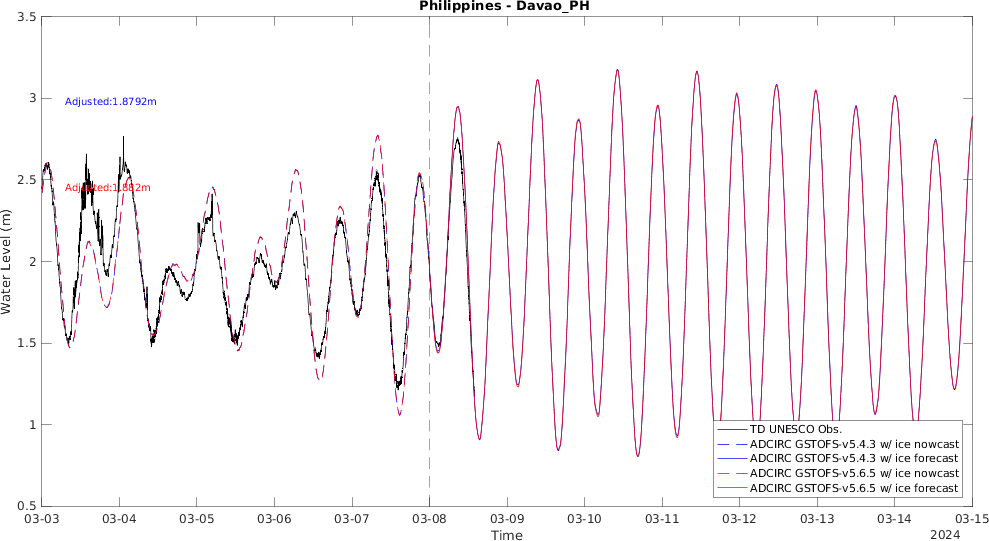 Philippines - Davao_PH
3.5
3
2.5
2
1.5
1
0.5
Water Level (m)
Adjusted:1.8792m
Adjusted:1.882m
TD UNESCO Obs.
ADCIRC GSTOFS-v5.4.3 w/ ice nowcast
ADCIRC GSTOFS-v5.4.3 w/ ice forecast
ADCIRC GSTOFS-v5.6.5 w/ ice nowcast
ADCIRC GSTOFS-v5.6.5 w/ ice forecast
03-03 03-04 03-05 03-06 03-07 03-08 03-09 03-10 03-11 03-12 03-13 03-14 03-15
Time
2024